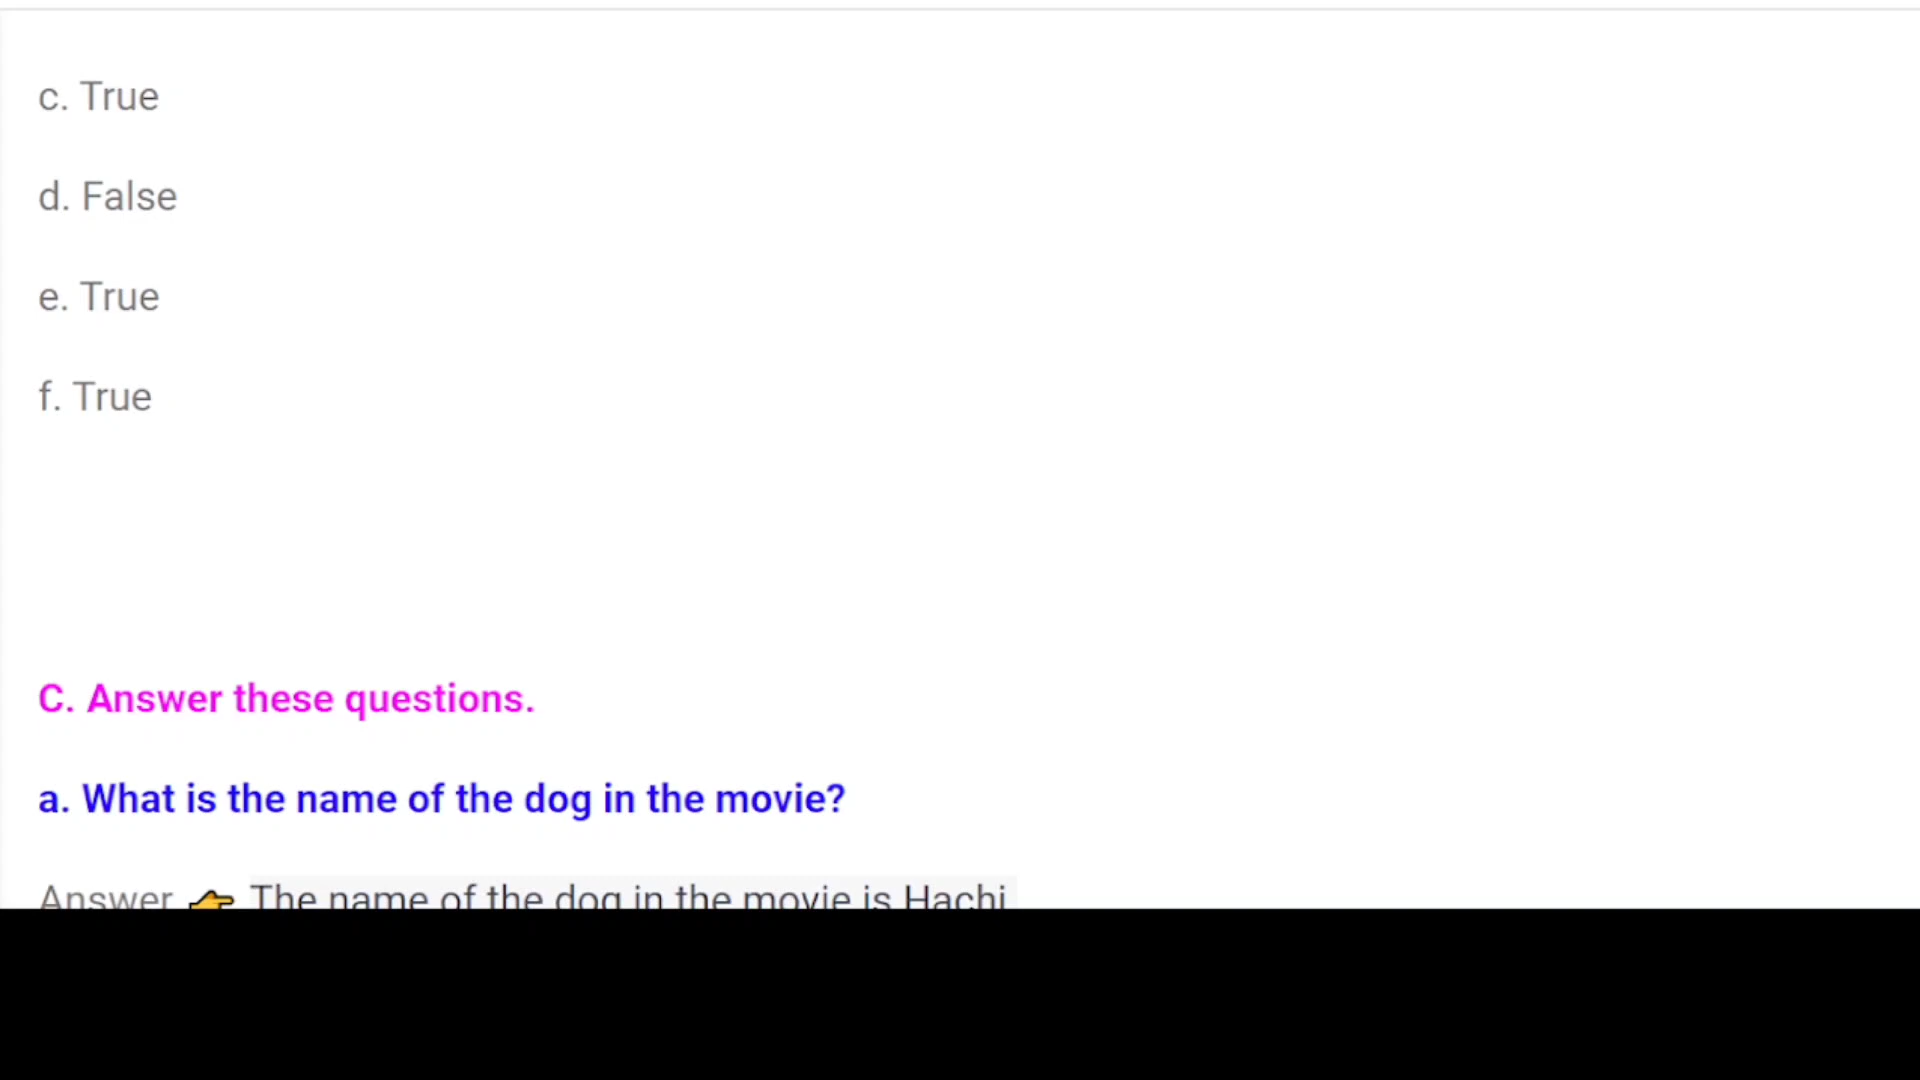 c. True
d. False
e. True
f. True
C. Answer these questions.
a. What is the name of the dog in the movie?
Answer 👉 The name of the dog in the movie is Hachi